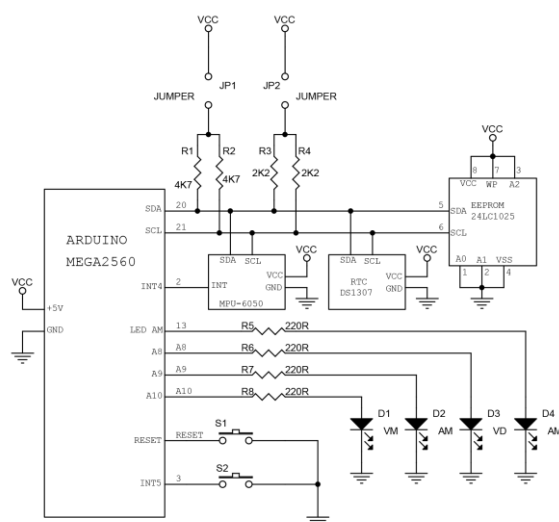 VCC VCC
JP1 JP2
JUMPER JUMPER
R1 R2 R3 R4
4K7 4K7 2K2 2K2
VCC
8 7 3
VCC WP A2
EEPROM
24LC1025
SDA 20 5 SDA
SCL 21 6 SCL
A0 A1 VSS
1 2 4
ARDUINO
MEGA2560
SDA SCL VCC
INT4 2 INT VCC
GND
MPU-6050
SDA SCL VCC
RTC VCC
DS1307 GND
VCC
+5V
GND
LED AM 13 R5 220R
A8 A8 R6 220R
A9 A9 R7 220R
A10 A10 R8 220R
D1 D2 D3 D4
VM AM VD AM
RESET RESET S1
INT5 3 S2